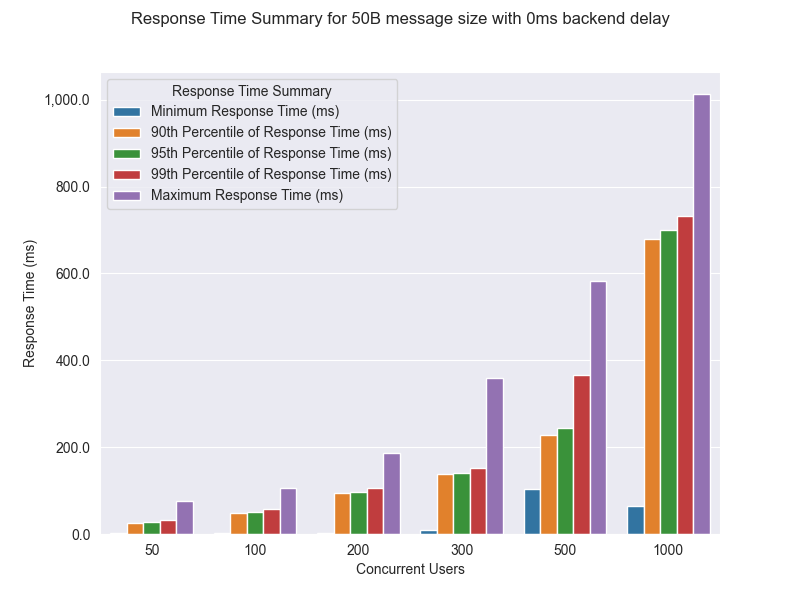 Response Time Summary for 50B message size with 0ms backend delay
Response Time Summary
Minimum Response Time (ms)
90th Percentile of Response Time (ms)
95th Percentile of Response Time (ms)
99th Percentile of Response Time (ms)
Maximum Response Time (ms)
Response Time (ms)
1,000.0
800.0
600.0
400.0
200.0
0.0
50 100 200 300 500 1000
Concurrent Users